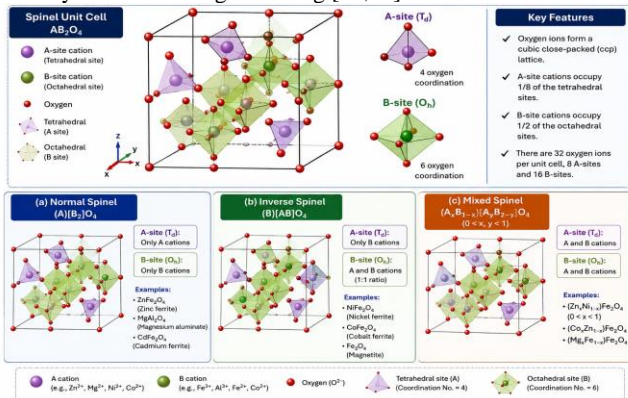 Spinel Unit Cell
AB₂O₄
A-site cation
(Tetrahedral site)
B-site cation
(Octahedral site)
Oxygen
Tetrahedral
(A site)
Octahedral
(B site)
z
y
x
x
A-site (Td)
4 oxygen
coordination
B-site (Oh)
6 oxygen
coordination
Key Features
✓ Oxygen ions form a
cubic close-packed (ccp)
lattice.
✓ A-site cations occupy
1/8 of the tetrahedral
sites.
✓ B-site cations occupy
1/2 of the octahedral
sites.
✓ There are 32 oxygen ions
per unit cell, 8 A-sites
and 16 B-sites.
(a) Normal Spinel
(A)[B₂]O₄
A-site (Td):
Only A cations
B-site (Oh):
Only B cations
Examples:
• ZnFe₂O₄
(Zinc ferrite)
• MgAl₂O₄
(Magnesium aluminate)
• CdFe₂O₄
(Cadmium ferrite)
(b) Inverse Spinel
(B)[AB]O₄
A-site (Td):
Only B cations
B-site (Oh):
A and B cations
(1:1 ratio)
Examples:
• NiFe₂O₄
(Nickel ferrite)
• CoFe₂O₄
(Cobalt ferrite)
• Fe₃O₄
(Magnetite)
(c) Mixed Spinel
(AₓB₁₋ₓ)[AᵧB₂₋ᵧ]O₄
(0 < x, y < 1)
A-site (Td):
A and B cations
B-site (Oh):
A and B cations
Examples:
• (ZnₓNi₁₋ₓ)Fe₂O₄
(0 < x < 1)
• (CoₓZn₁₋ₓ)Fe₂O₄
• (MgₓFe₁₋ₓ)Fe₂O₄
A cation
(e.g., Zn²⁺, Mg²⁺, Ni²⁺, Co²⁺)
B cation
(e.g., Fe³⁺, Al³⁺, Fe²⁺, Co²⁺)
Oxygen (O²⁻)
Tetrahedral site (A)
(Coordination No. = 4)
Octahedral site (B)
(Coordination No. = 6)